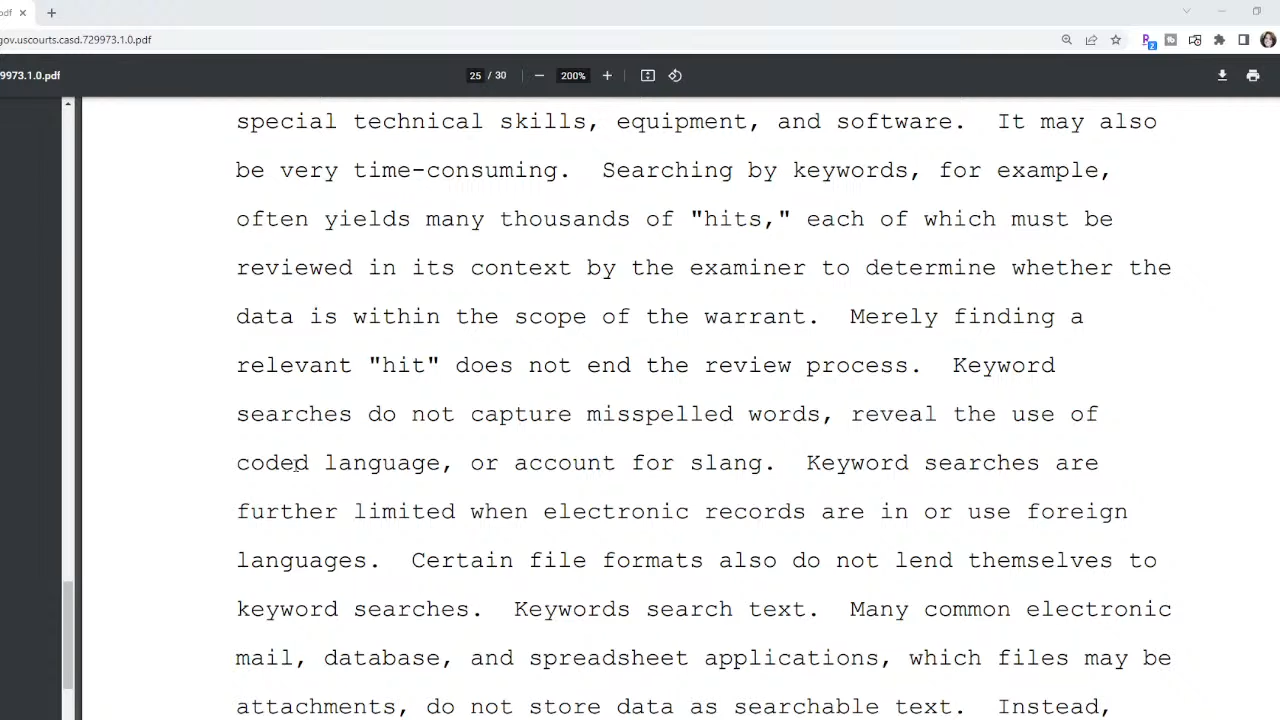 pdf
gov.uscourts.casd.729973.1.0.pdf
9973.1.0.pdf
25 / 30
200%
special technical skills, equipment, and software.  It may also
be very time-consuming.  Searching by keywords, for example,
often yields many thousands of "hits," each of which must be
reviewed in its context by the examiner to determine whether the
data is within the scope of the warrant.  Merely finding a
relevant "hit" does not end the review process.  Keyword
searches do not capture misspelled words, reveal the use of
coded language, or account for slang.  Keyword searches are
further limited when electronic records are in or use foreign
languages.  Certain file formats also do not lend themselves to
keyword searches.  Keywords search text.  Many common electronic
mail, database, and spreadsheet applications, which files may be
attachments, do not store data as searchable text.  Instead,